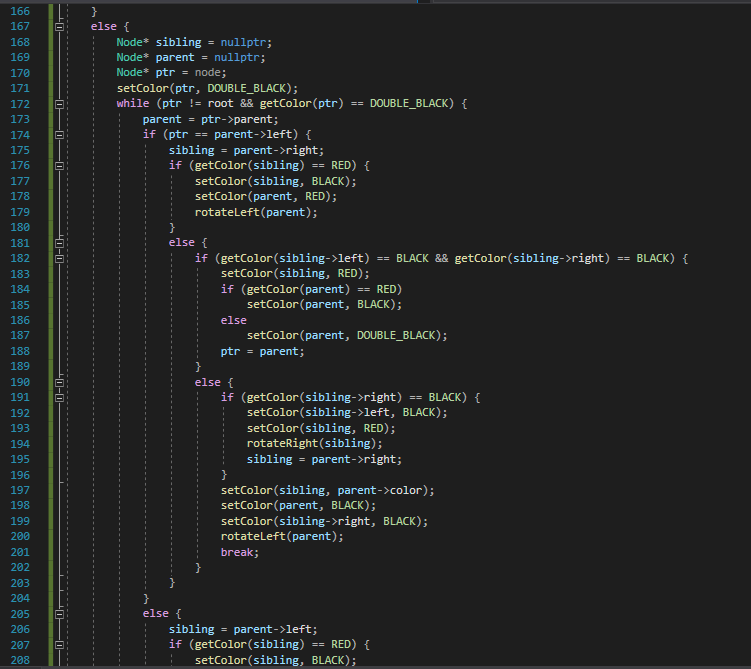 166 }
167 else {
168 Node* sibling = nullptr;
169 Node* parent = nullptr;
170 Node* ptr = node;
171 setColor(ptr, DOUBLE_BLACK);
172 while (ptr != root && getColor(ptr) == DOUBLE_BLACK) {
173 parent = ptr->parent;
174 if (ptr == parent->left) {
175 sibling = parent->right;
176 if (getColor(sibling) == RED) {
177 setColor(sibling, BLACK);
178 setColor(parent, RED);
179 rotateLeft(parent);
180 }
181 else {
182 if (getColor(sibling->left) == BLACK && getColor(sibling->right) == BLACK) {
183 setColor(sibling, RED);
184 if (getColor(parent) == RED)
185 setColor(parent, BLACK);
186 else
187 setColor(parent, DOUBLE_BLACK);
188 ptr = parent;
189 }
190 else {
191 if (getColor(sibling->right) == BLACK) {
192 setColor(sibling->left, BLACK);
193 setColor(sibling, RED);
194 rotateRight(sibling);
195 sibling = parent->right;
196 }
197 setColor(sibling, parent->color);
198 setColor(parent, BLACK);
199 setColor(sibling->right, BLACK);
200 rotateLeft(parent);
201 break;
202 }
203 }
204 }
205 else {
206 sibling = parent->left;
207 if (getColor(sibling) == RED) {
208 setColor(sibling, BLACK);